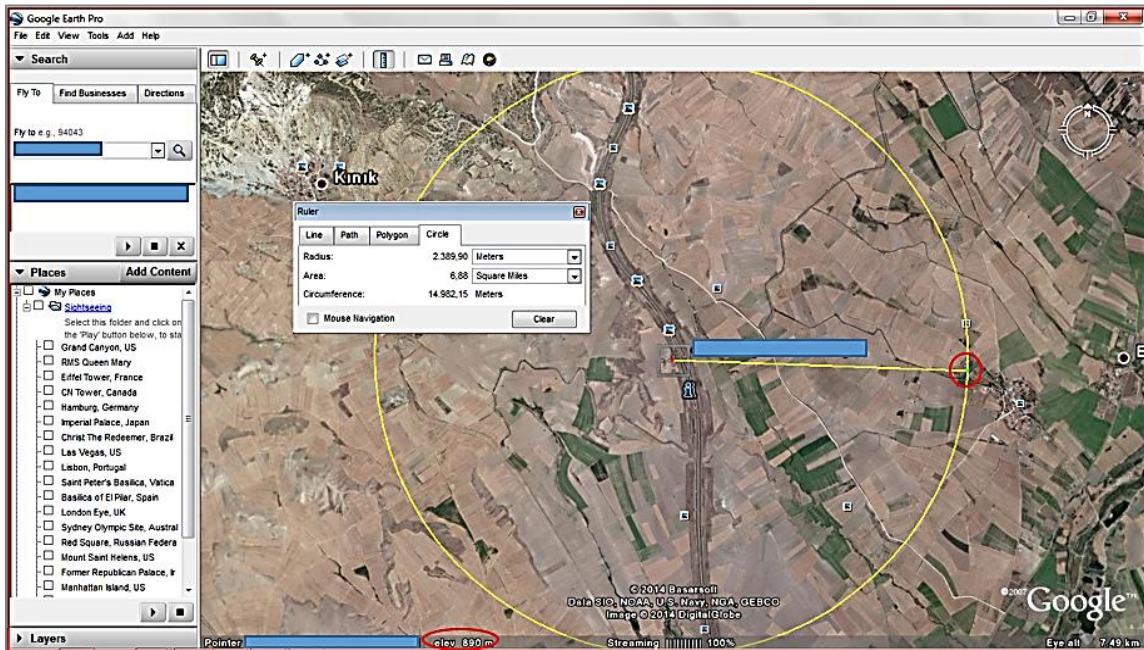 Google Earth Pro
File Edit View Tools Add Help
Search
Fly To Find Businesses Directions
Fly to e.g., 94043
Places Add Content
My Places
Sightseeing
Select this folder and click on
the 'Play' button below, to sta
Grand Canyon, US
RMS Queen Mary
Eiffel Tower, France
CN Tower, Canada
Hamburg, Germany
Imperial Palace, Japan
Christ The Redeemer, Brazil
Las Vegas, US
Lisbon, Portugal
Saint Peter's Basilica, Vatica
Basilica of El Pilar, Spain
London Eye, UK
Sydney Olympic Site, Austral
Red Square, Russian Federa
Mount Saint Helens, US
Former Republican Palace, Ir
Manhattan Island, US
Layers
Kınık
N
Ruler
Line Path Polygon Circle
Radius: 2.389,90 Meters
Area: 6,88 Square Miles
Circumference: 14.982,15 Meters
Mouse Navigation Clear
© 2014 Basarsoft
Data SIO, NOAA, U.S. Navy, NGA, GEBCO
Image © 2014 DigitalGlobe
©2007 Google™
Pointer elev 890 m Streaming 100% Eye alt 7.49 km